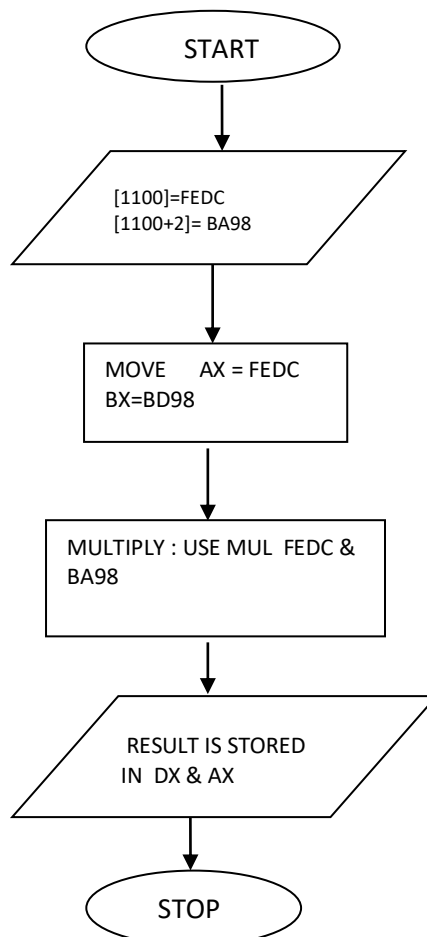 START
[1100]=FEDC
[1100+2]= BA98
MOVE AX = FEDC
BX=BD98
MULTIPLY : USE MUL FEDC &
BA98
RESULT IS STORED
IN DX & AX
STOP